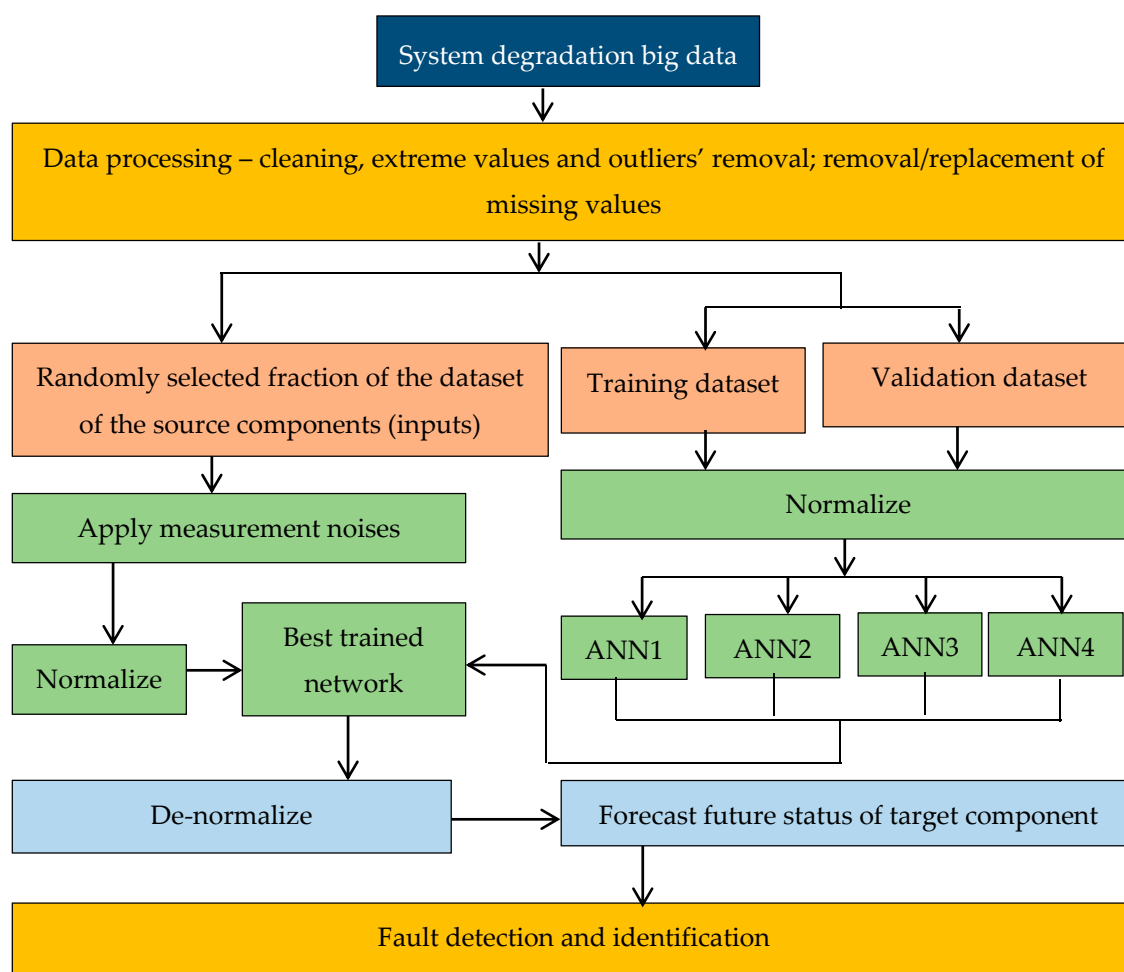 System degradation big data
Data processing – cleaning, extreme values and outliers’ removal; removal/replacement of
missing values
Randomly selected fraction of the dataset
of the source components (inputs)
Training dataset
Validation dataset
Apply measurement noises
Normalize
Normalize
Best trained
network
ANN1
ANN2
ANN3
ANN4
De-normalize
Forecast future status of target component
Fault detection and identification